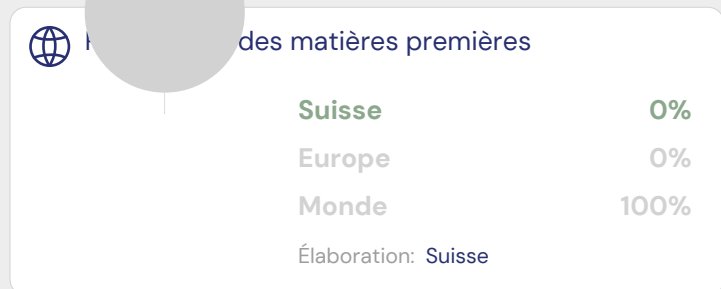 des matières premières
Suisse 0%
Europe 0%
Monde 100%
Élaboration: Suisse